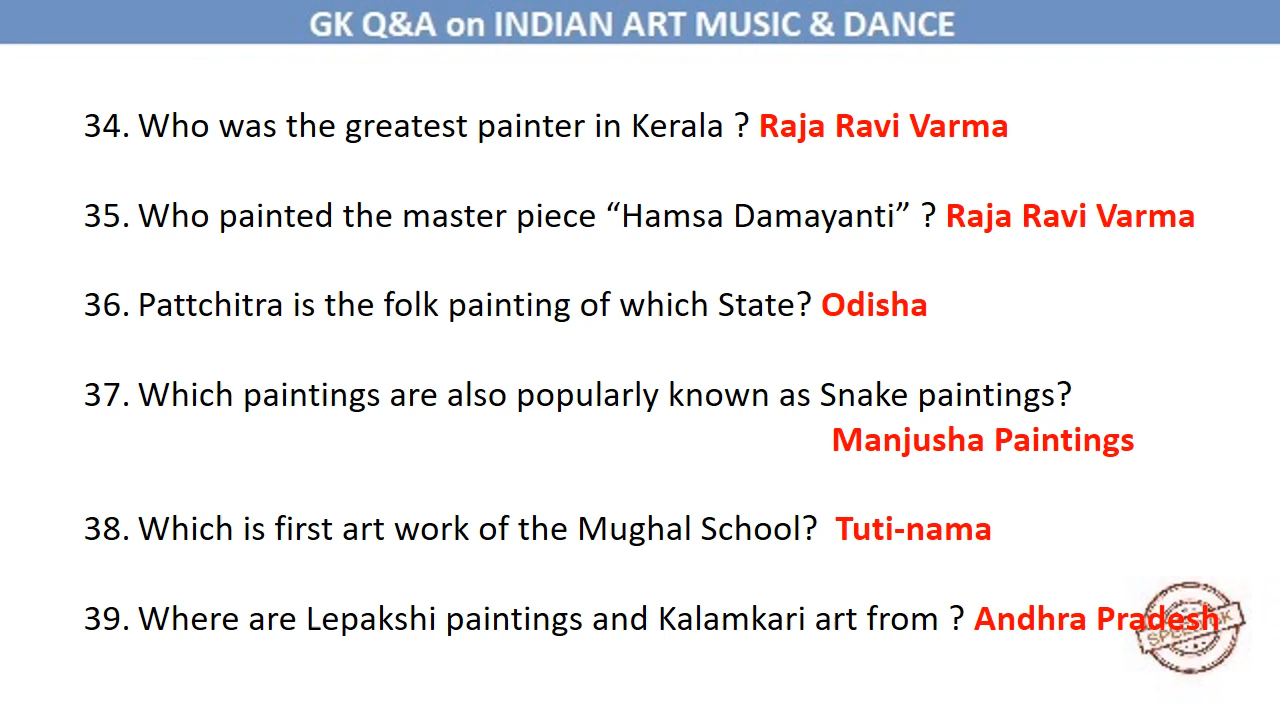 GK Q&A on INDIAN ART MUSIC & DANCE
34. Who was the greatest painter in Kerala ? Raja Ravi Varma
35. Who painted the master piece “Hamsa Damayanti” ? Raja Ravi Varma
36. Pattchitra is the folk painting of which State? Odisha
37. Which paintings are also popularly known as Snake paintings?
Manjusha Paintings
38. Which is first art work of the Mughal School? Tuti-nama
39. Where are Lepakshi paintings and Kalamkari art from ? Andhra Pradesh